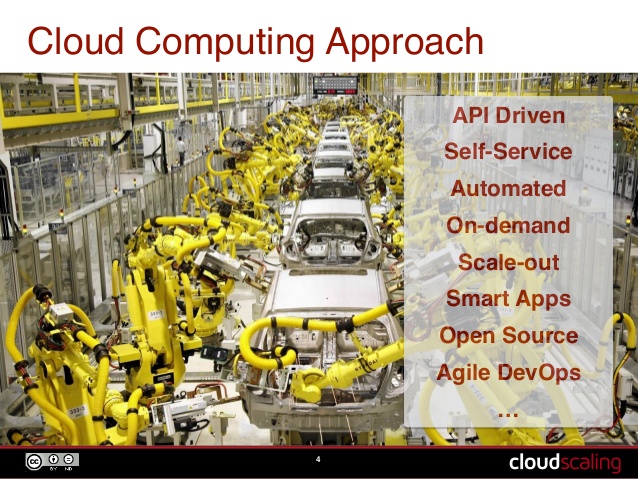 Cloud Computing Approach
API Driven
Self-Service
Automated
On-demand
Scale-out
Smart Apps
Open Source
Agile DevOps
...
cc BY ND
4
cloudscaling